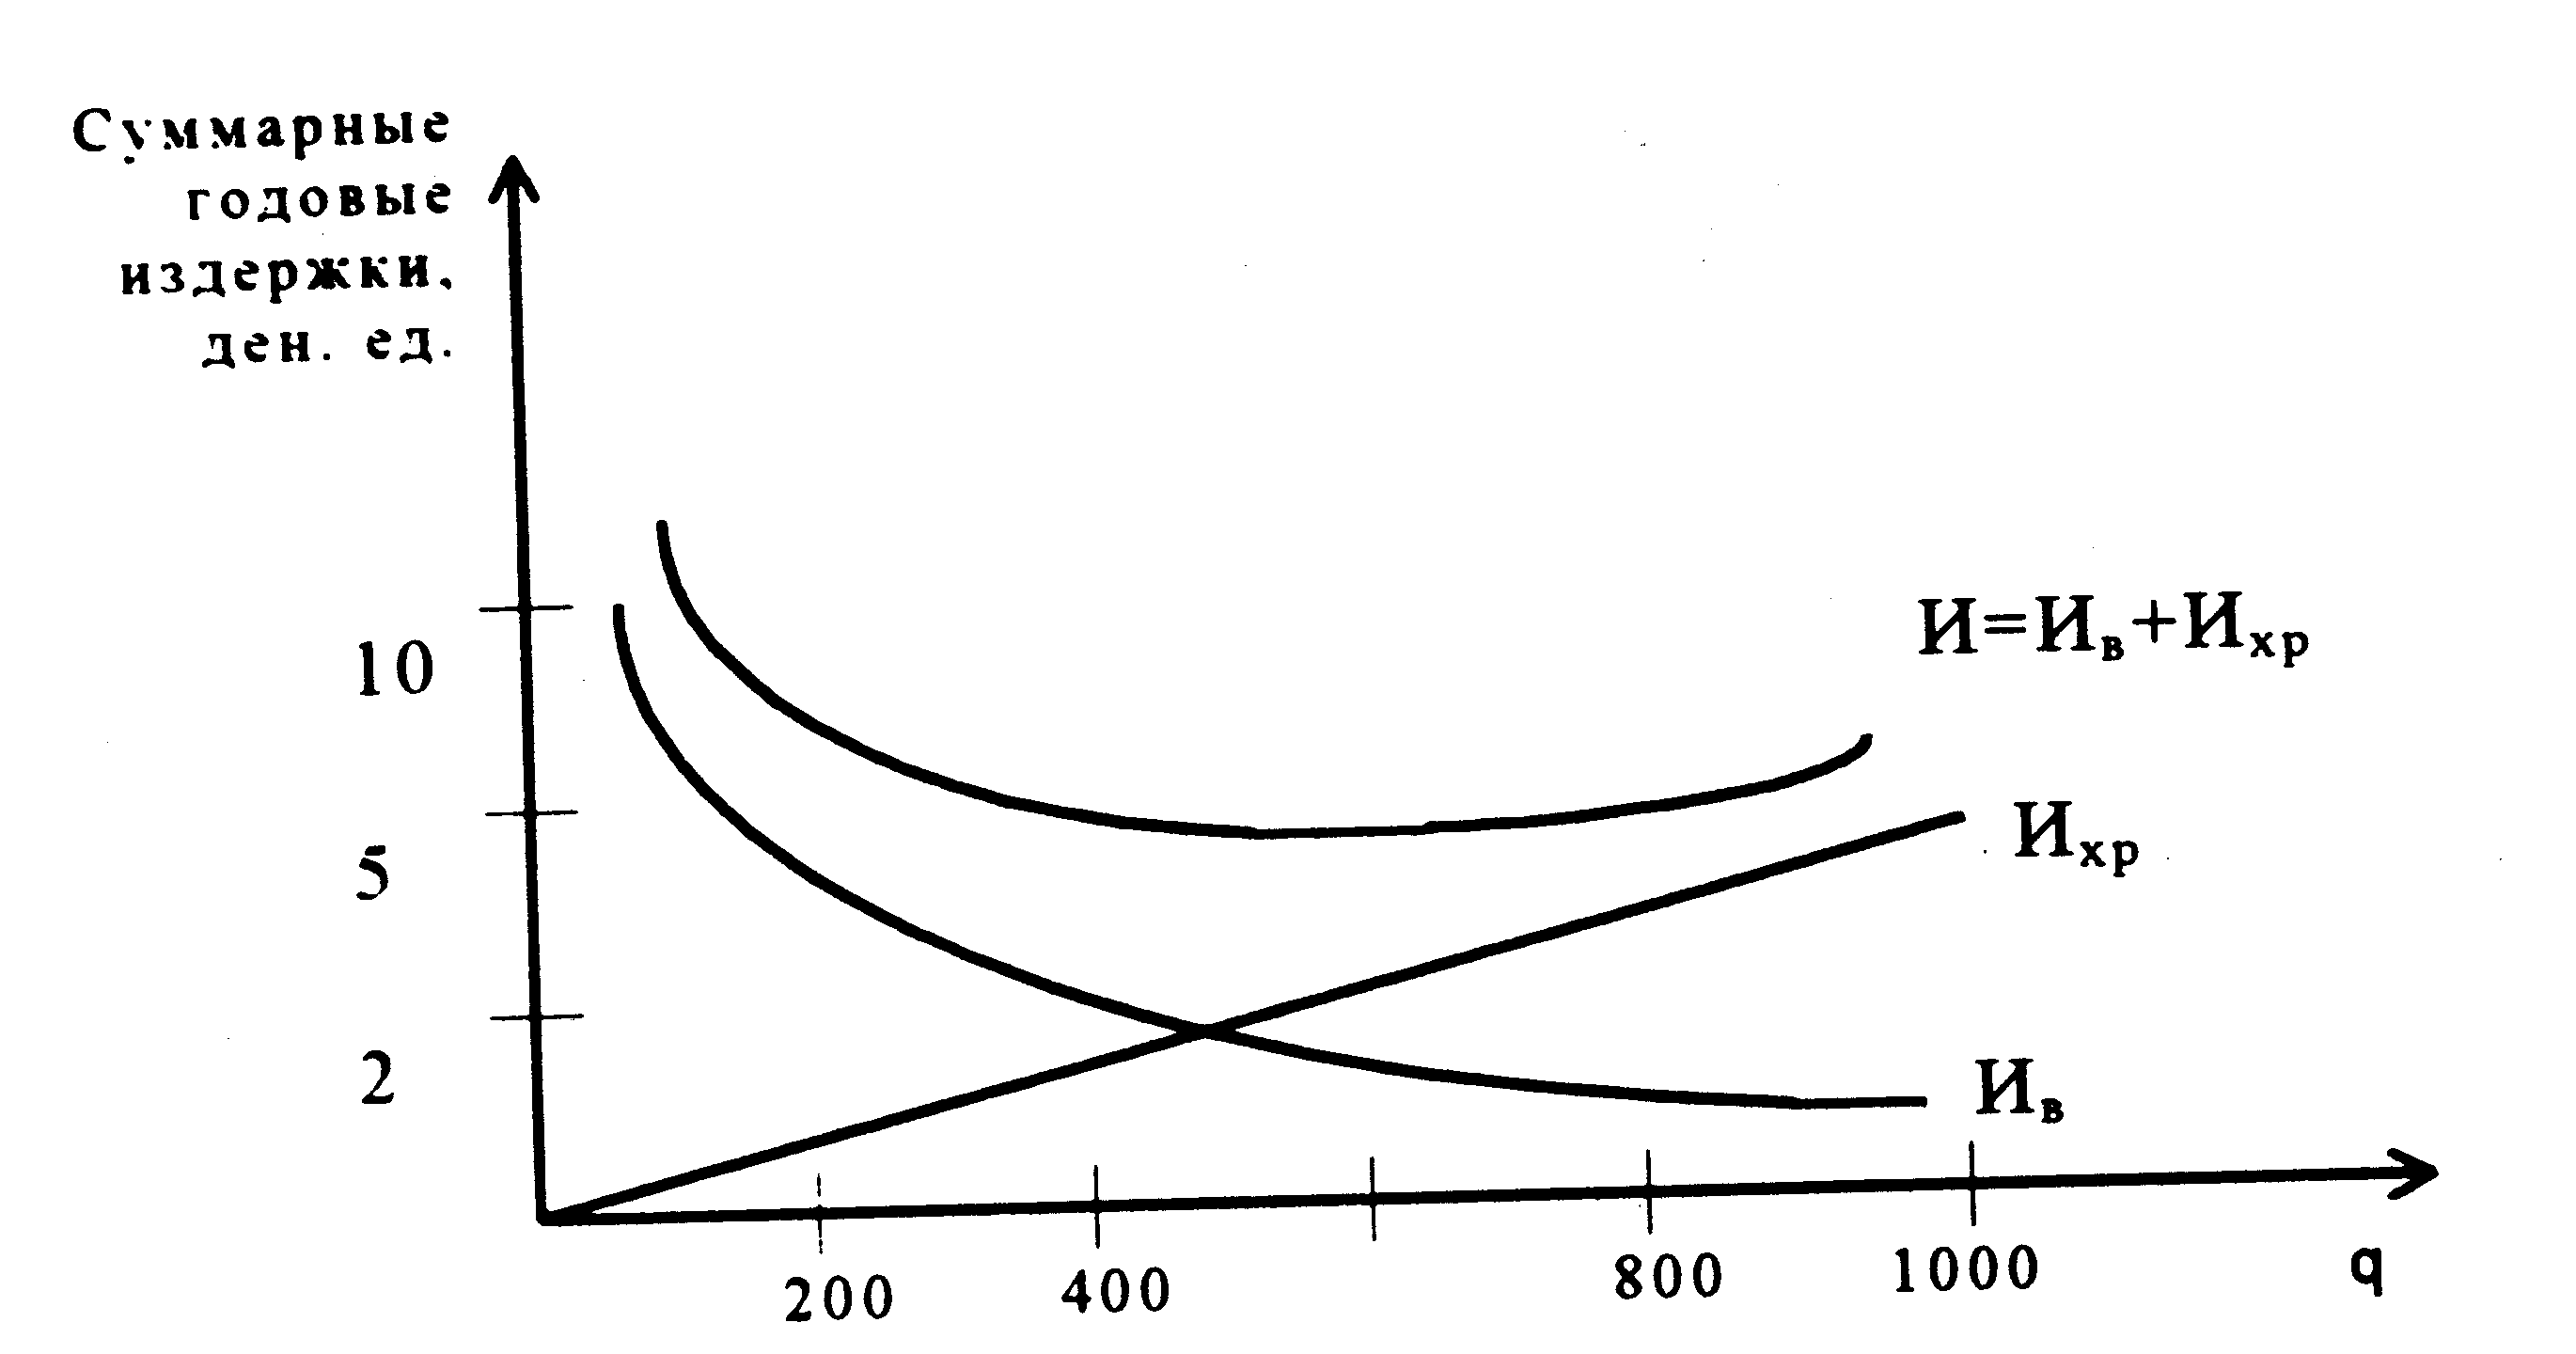 Суммарные
годовые
издержки,
ден. ед.
10
И=Ив+Ихр
5
Ихр
2
Ив
200 400 800 1000 q